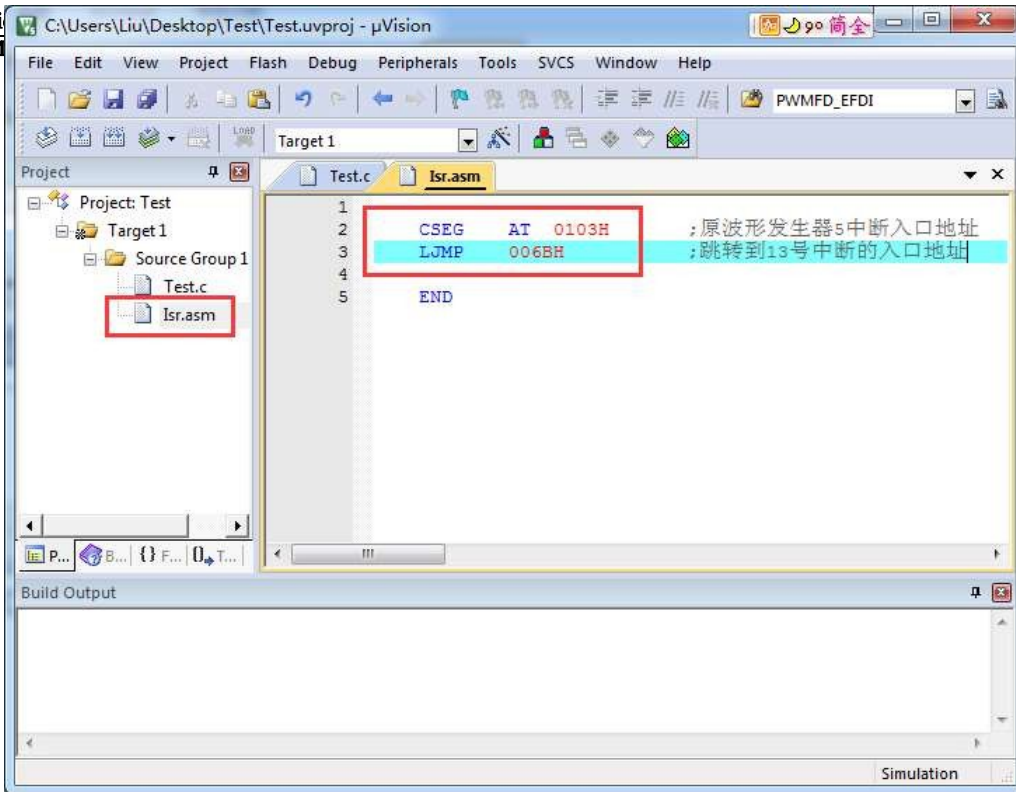 C:\Users\Liu\Desktop\Test\Test.uvproj - µVision
简全
File Edit View Project Flash Debug Peripherals Tools SVCS Window Help
PWMFD_EFDI
LOAD
Target 1
Project
Test.c Isr.asm
Project: Test
Target 1
Source Group 1
Test.c
Isr.asm
1
2 CSEG AT 0103H ;原波形发生器5中断入口地址
3 LJMP 006BH ;跳转到13号中断的入口地址
4
5 END
P... B... {} F... 0 T...
Build Output
Simulation